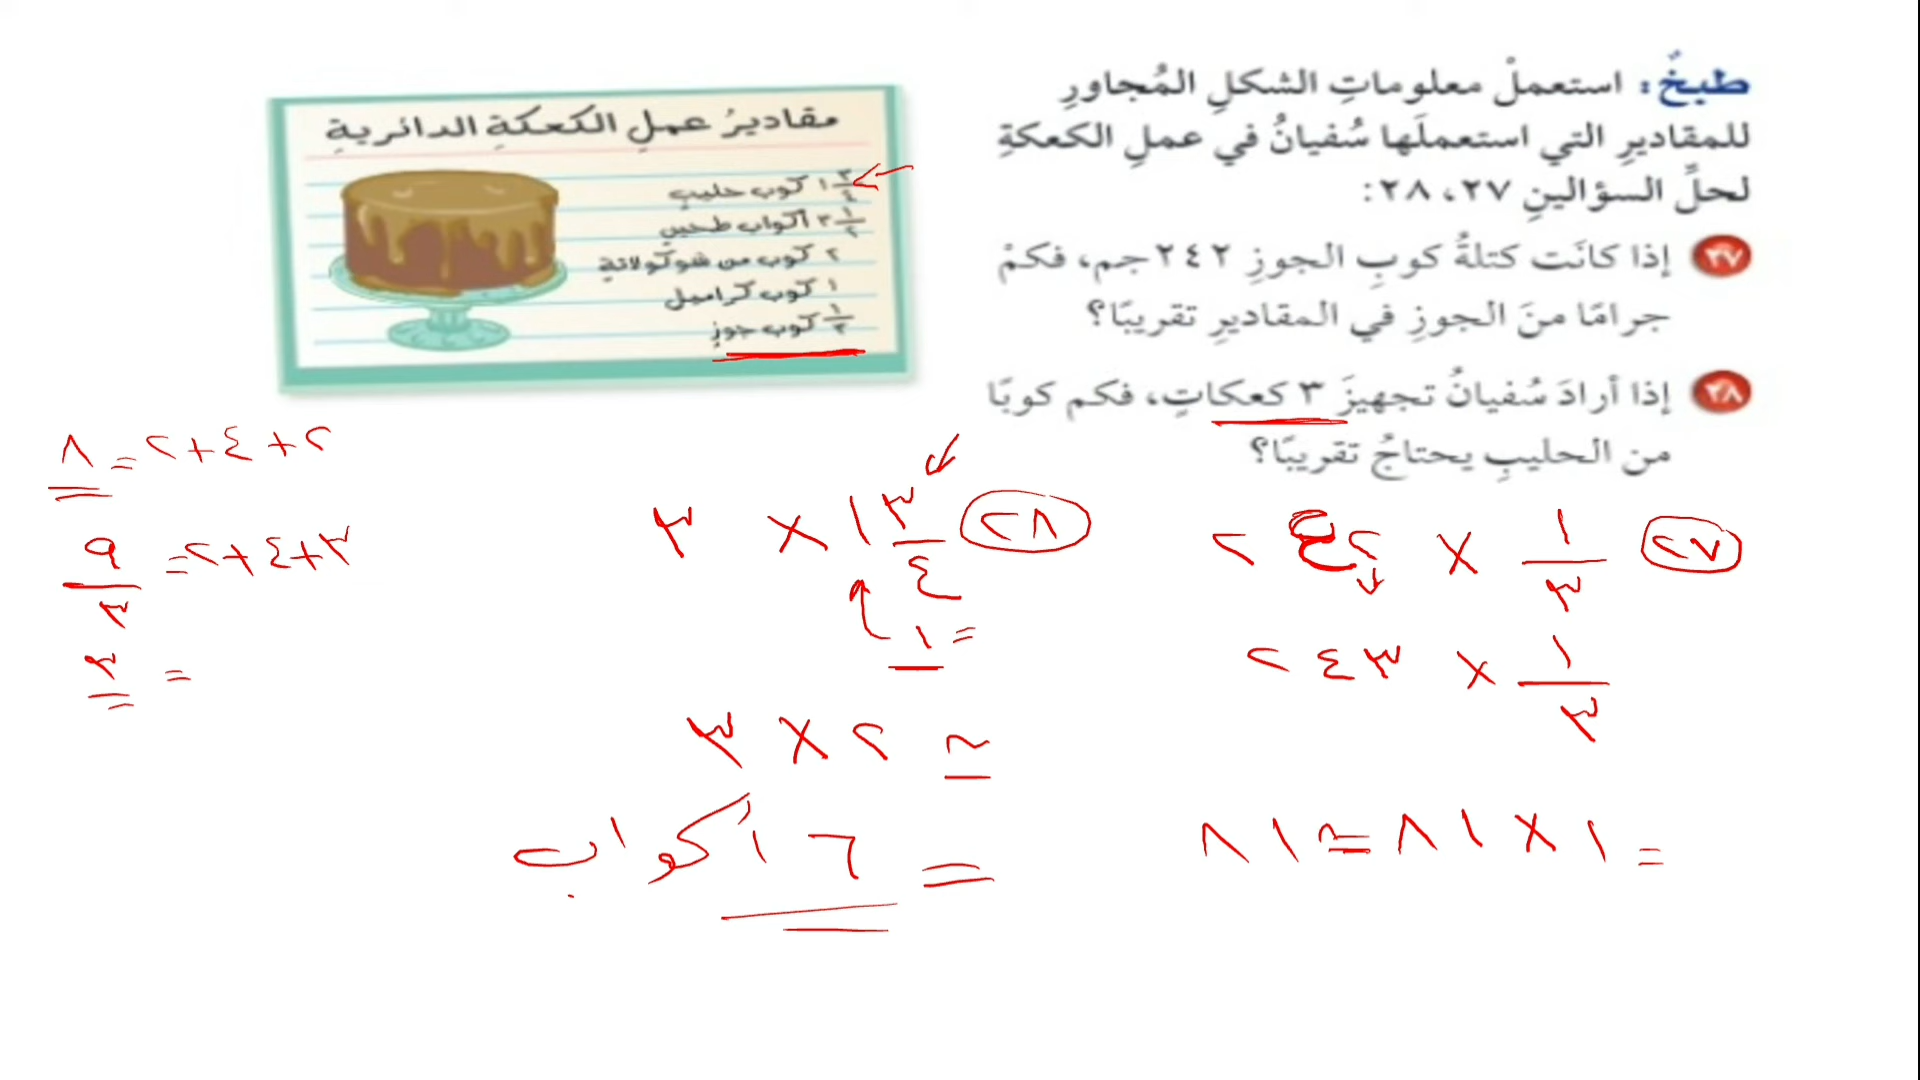 طبخٌ: استعملْ معلوماتِ الشكلِ المُجاورِ
للمقاديرِ التي استعملَها سُفيانُ في عملِ الكعكةِ
لحلِّ السؤالينِ ٢٧، ٢٨:
٢٧ إذا كانَت كتلةُ كوبِ الجوزِ ٢٤٢ جم، فكمْ
جرامًا منَ الجوزِ في المقاديرِ تقريبًا؟
٢٨ إذا أرادَ سُفيانُ تجهيزَ ٣ كعكاتٍ، فكم كوبًا
من الحليبِ يحتاجُ تقريبًا؟
مقاديرُ عملِ الكعكةِ الدائريةِ
١ ٣/٤ كوب حليبٍ
أكواب طحينٍ
٢ كوب من شوكولاتةٍ
١ كوب كراميل
كوب جوزٍ
٢٧ ١/٣ × ٢٤٢
١/٣ × ٢٤٣
= ١ × ٨١ ≃ ٨١
٢٨ ١ ٣/٤ × ٣
= ١
≃ ٢ × ٣
= ٦ أكواب
٢+٤+٢ = ٨
٣+٤+٢ = ٩/٣
= ٣